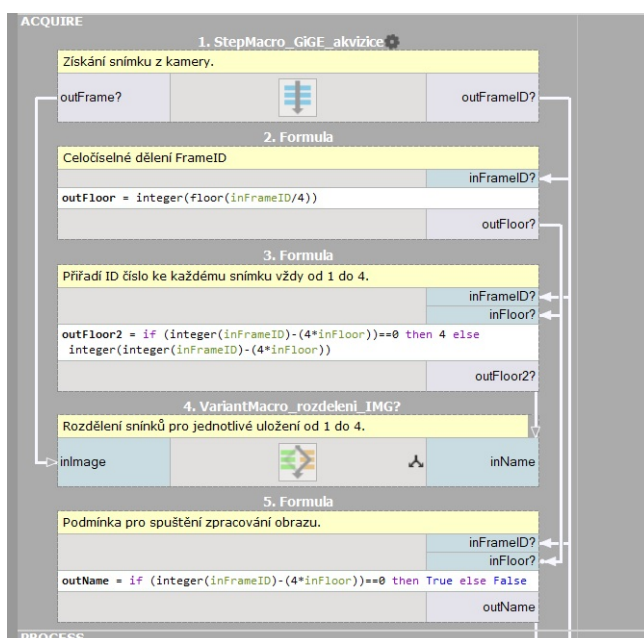 ACQUIRE
1. StepMacro_GiGE_akvizice
Získání snímku z kamery.
outFrame?
outFrameID?
2. Formula
Celočíselné dělení FrameID
inFrameID?
outFloor = integer(floor(inFrameID/4))
outFloor?
3. Formula
Přiřadí ID číslo ke každému snímku vždy od 1 do 4.
inFrameID?
inFloor?
outFloor2 = if (integer(inFrameID)-(4*inFloor))==0 then 4 else
integer(integer(inFrameID)-(4*inFloor))
outFloor2?
4. VariantMacro_rozdeleni_IMG?
Rozdělení snínků pro jednotlivé uložení od 1 do 4.
inImage
inName
5. Formula
Podmínka pro spuštění zpracování obrazu.
inFrameID?
inFloor?
outName = if (integer(inFrameID)-(4*inFloor))==0 then True else False
outName
PROCESS